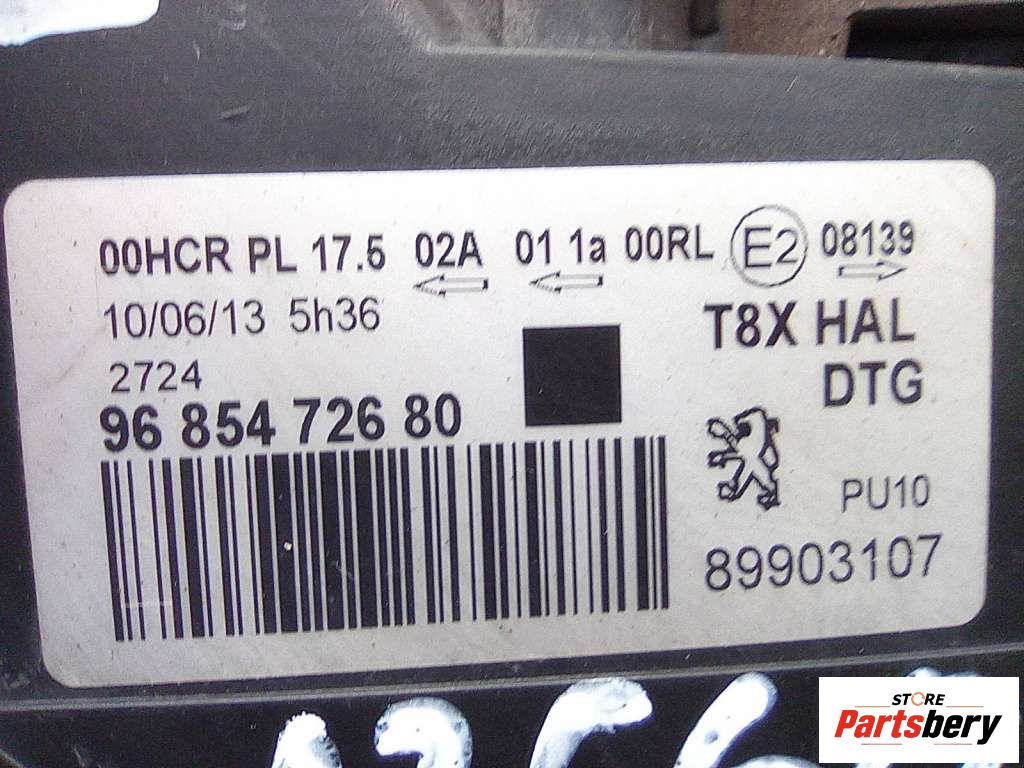 00HCR PL 17.5 02A 01 1a 00RL E2 08139
10/06/13 5h36
T8X HAL
2724
DTG
96 854 726 80
PU10
89903107
STORE
Partsbery